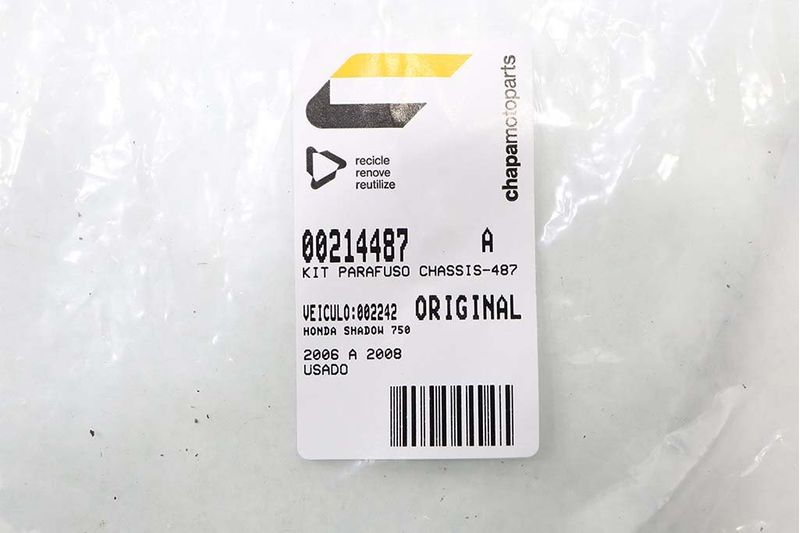 chapamotoparts
recicle
renove
reutilize
00214487 A
KIT PARAFUSO CHASSIS-487
VEICULO:002242 ORIGINAL
HONDA SHADOW 750
2006 A 2008
USADO